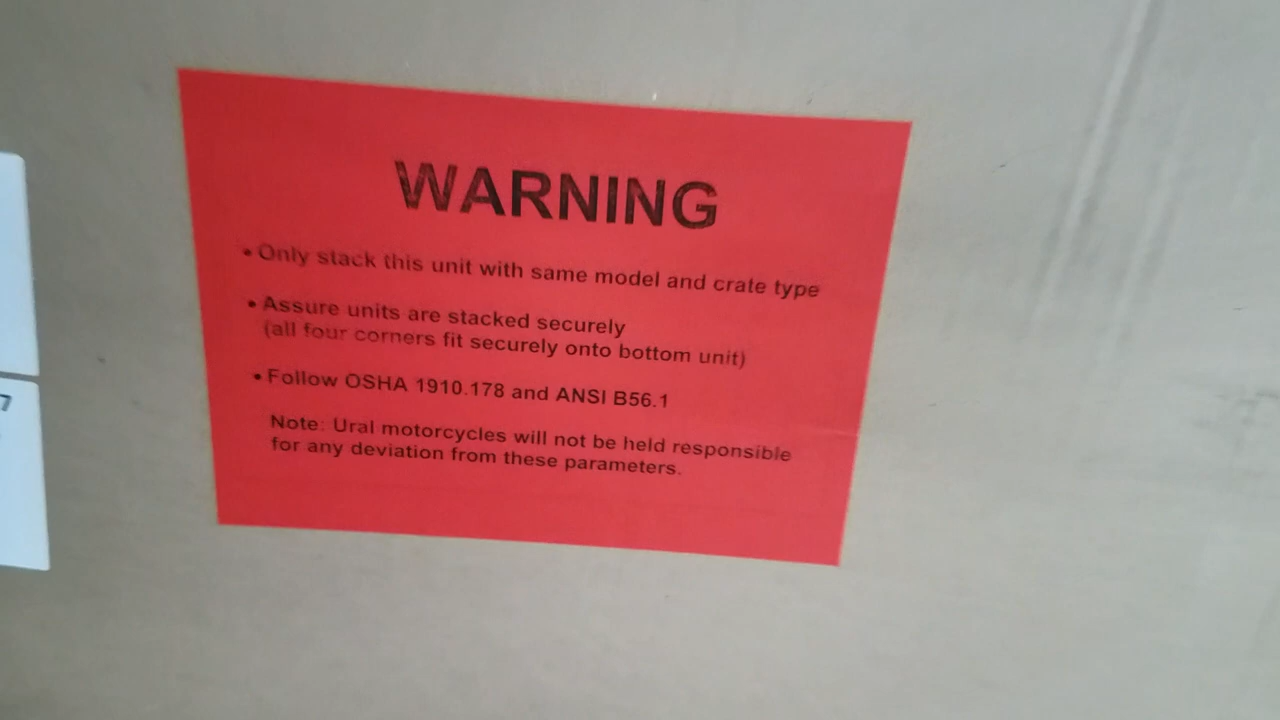 WARNING
• Only stack this unit with same model and crate type
• Assure units are stacked securely
(all four corners fit securely onto bottom unit)
• Follow OSHA 1910.178 and ANSI B56.1
Note: Ural motorcycles will not be held responsible
for any deviation from these parameters.
7